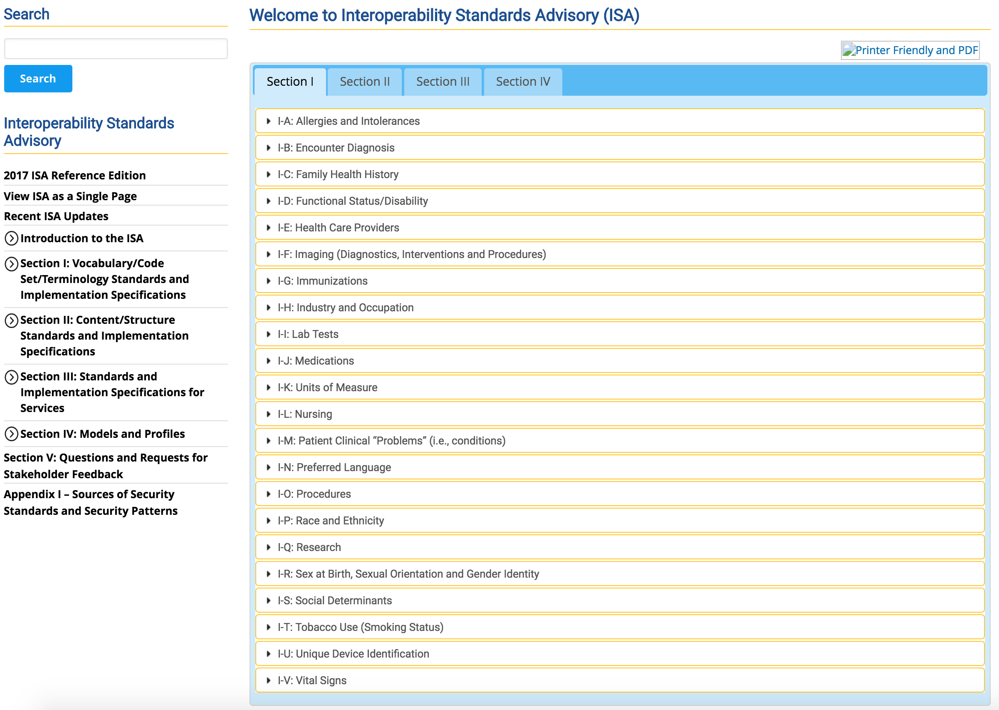 Search
Search
Interoperability Standards
Advisory
2017 ISA Reference Edition
View ISA as a Single Page
Recent ISA Updates
Introduction to the ISA
Section I: Vocabulary/Code
Set/Terminology Standards and
Implementation Specifications
Section II: Content/Structure
Standards and Implementation
Specifications
Section III: Standards and
Implementation Specifications for
Services
Section IV: Models and Profiles
Section V: Questions and Requests for
Stakeholder Feedback
Appendix I – Sources of Security
Standards and Security Patterns
Welcome to Interoperability Standards Advisory (ISA)
Printer Friendly and PDF
Section I Section II Section III Section IV
I-A: Allergies and Intolerances
I-B: Encounter Diagnosis
I-C: Family Health History
I-D: Functional Status/Disability
I-E: Health Care Providers
I-F: Imaging (Diagnostics, Interventions and Procedures)
I-G: Immunizations
I-H: Industry and Occupation
I-I: Lab Tests
I-J: Medications
I-K: Units of Measure
I-L: Nursing
I-M: Patient Clinical “Problems” (i.e., conditions)
I-N: Preferred Language
I-O: Procedures
I-P: Race and Ethnicity
I-Q: Research
I-R: Sex at Birth, Sexual Orientation and Gender Identity
I-S: Social Determinants
I-T: Tobacco Use (Smoking Status)
I-U: Unique Device Identification
I-V: Vital Signs